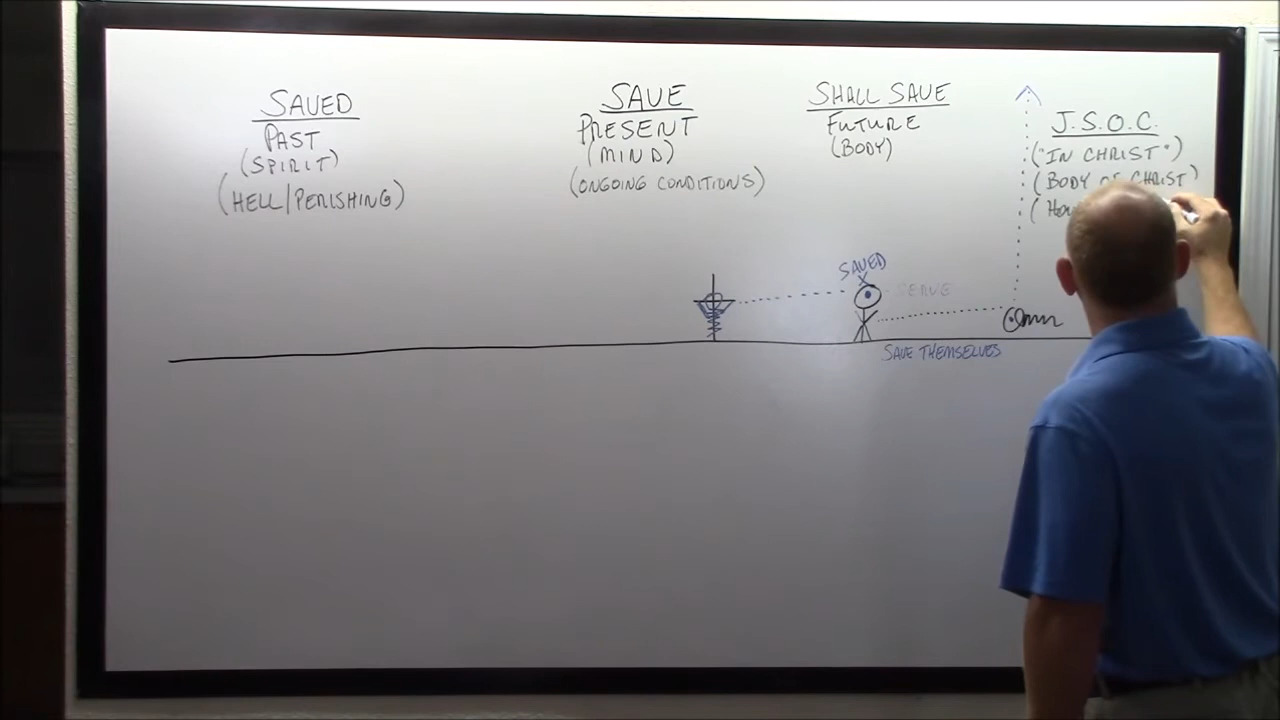 SAVED
PAST
(SPIRIT)
(HELL/PERISHING)
SAVE
PRESENT
(MIND)
(ONGOING CONDITIONS)
SHALL SAVE
FUTURE
(BODY)
J.S.O.C.
("IN CHRIST")
(BODY OF CHRIST)
SAVED
SERVE
SAVE THEMSELVES